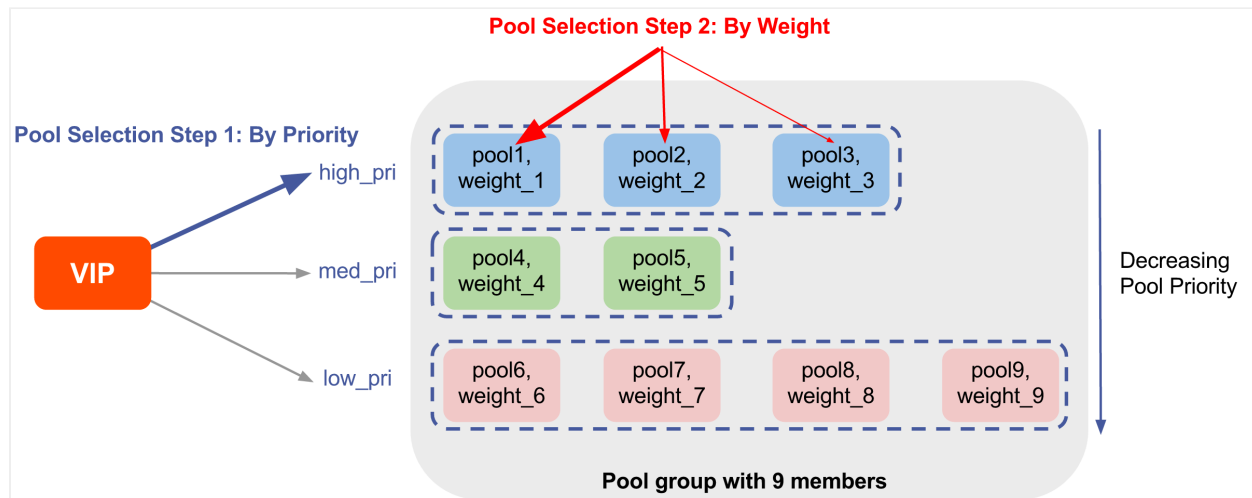 Pool Selection Step 2: By Weight
Pool Selection Step 1: By Priority
high_pri
pool1,
weight_1
pool2,
weight_2
pool3,
weight_3
VIP
med_pri
pool4,
weight_4
pool5,
weight_5
Decreasing
Pool Priority
low_pri
pool6,
weight_6
pool7,
weight_7
pool8,
weight_8
pool9,
weight_9
Pool group with 9 members